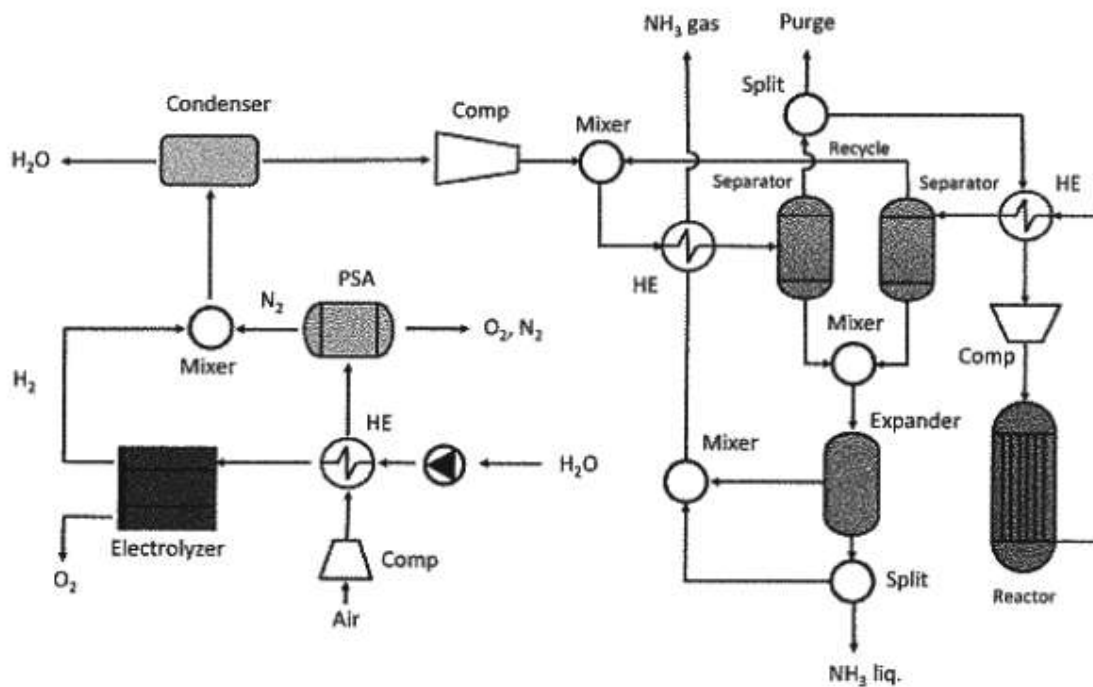 NH₃ gas
Purge
Split
Condenser
Comp
Mixer
H₂O
Recycle
Separator
Separator
HE
HE
PSA
N₂
O₂, N₂
Mixer
Mixer
Comp
H₂
HE
Expander
Mixer
H₂O
Electrolyzer
Comp
Split
O₂
Air
Reactor
NH₃ liq.